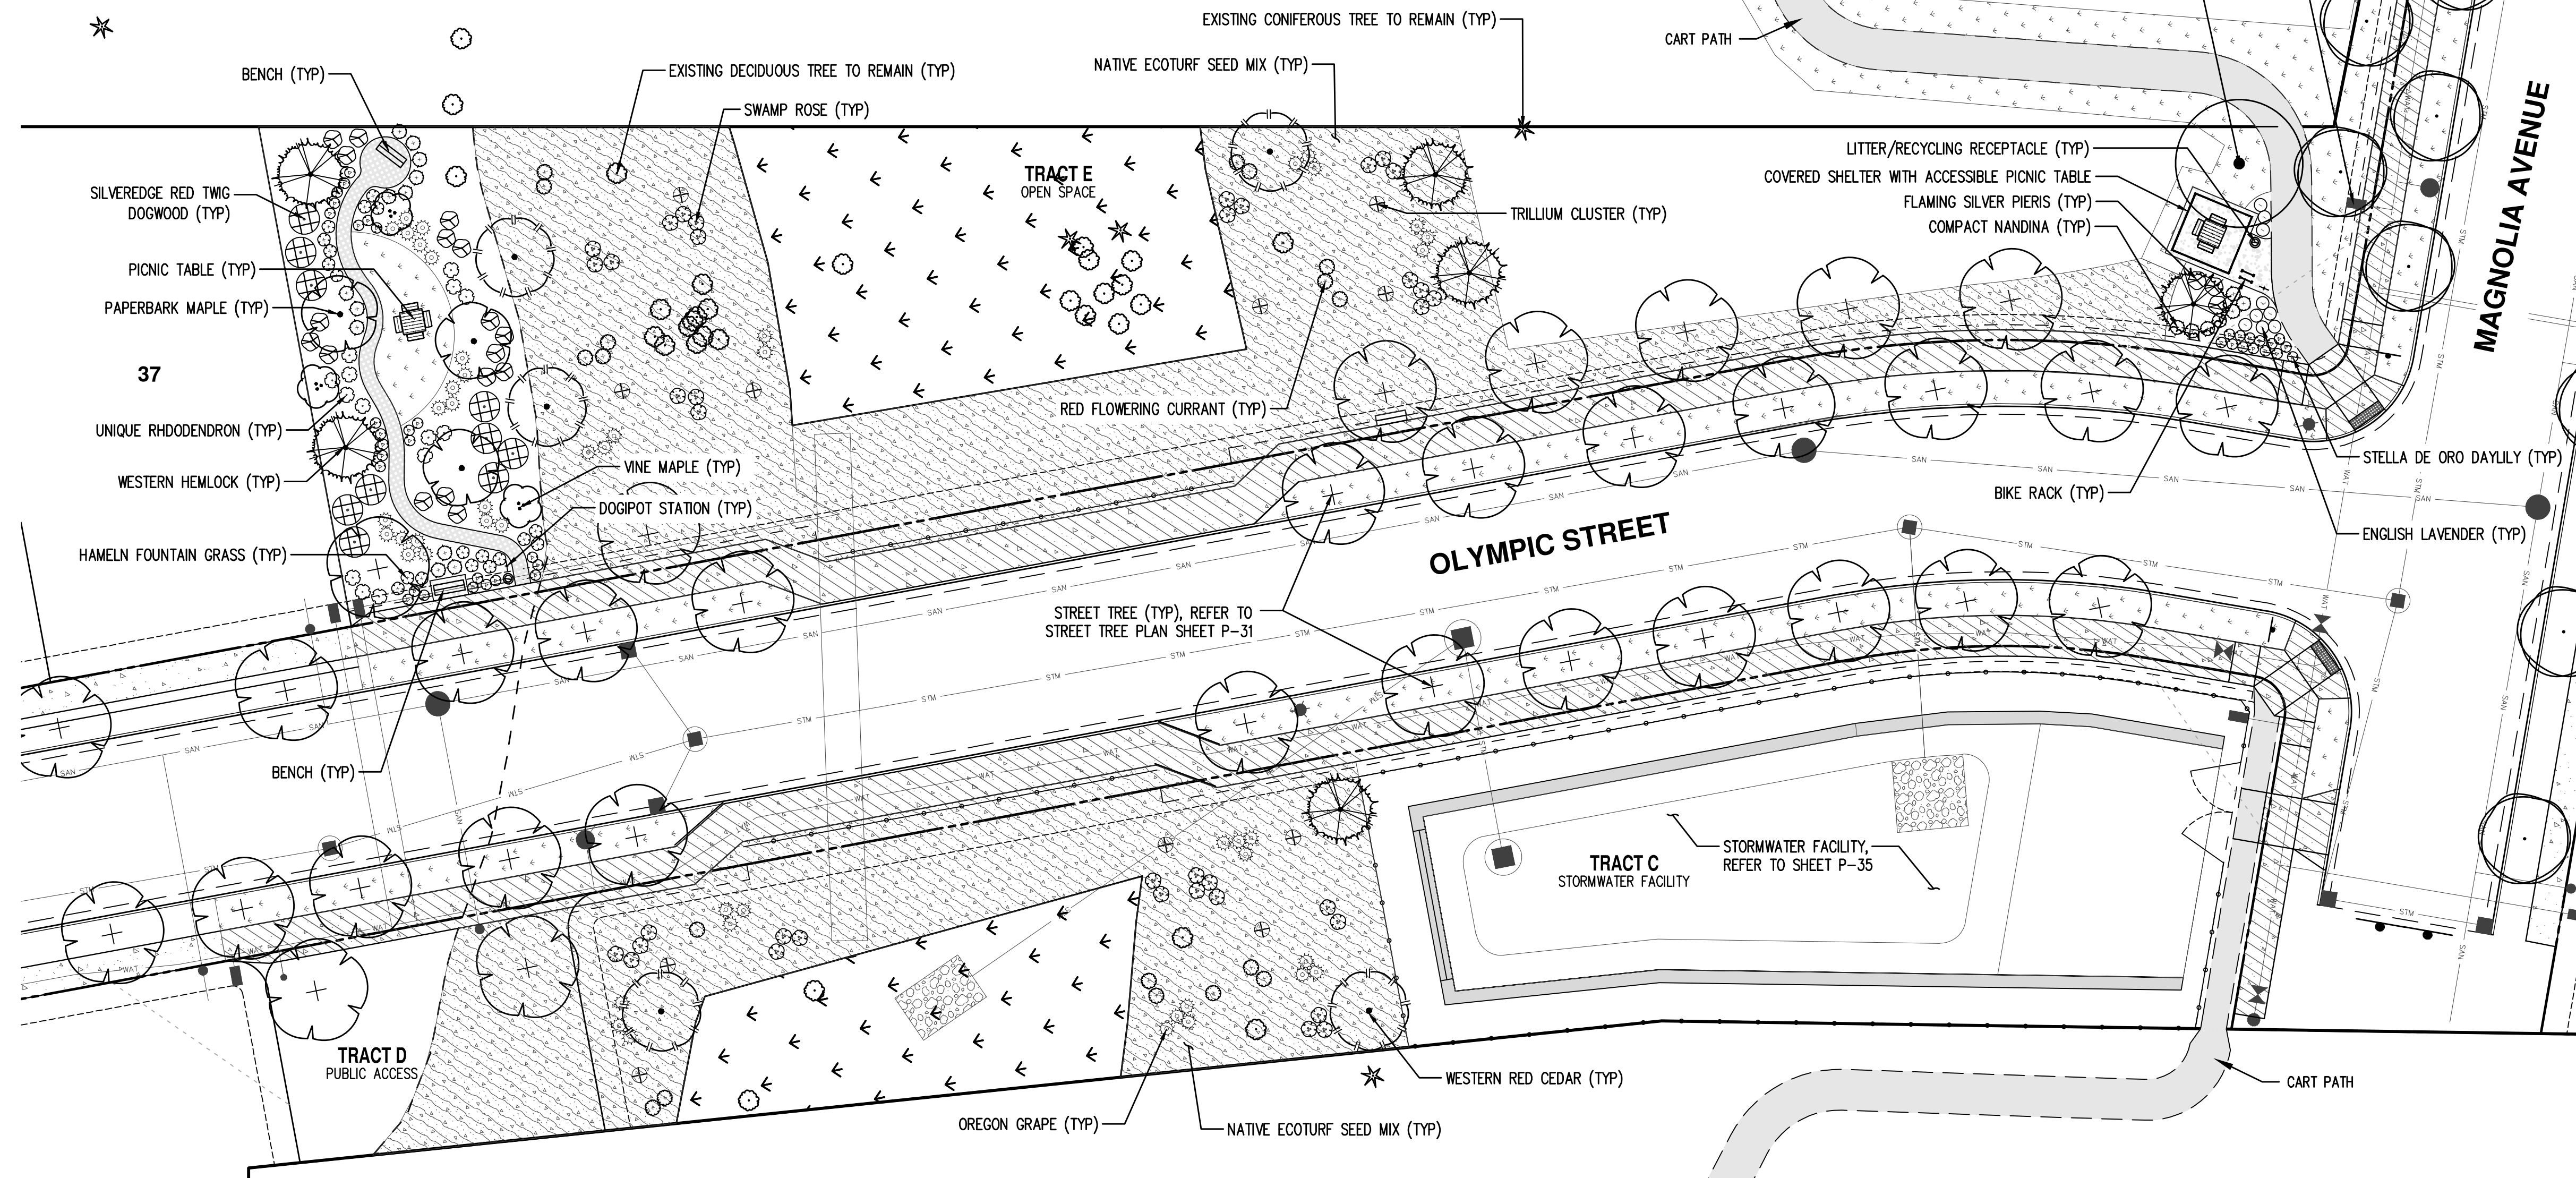 EXISTING CONIFEROUS TREE TO REMAIN (TYP)
CART PATH
NATIVE ECOTURF SEED MIX (TYP)
BENCH (TYP)
EXISTING DECIDUOUS TREE TO REMAIN (TYP)
SWAMP ROSE (TYP)
MAGNOLIA AVENUE
LITTER/RECYCLING RECEPTACLE (TYP)
COVERED SHELTER WITH ACCESSIBLE PICNIC TABLE
FLAMING SILVER PIERIS (TYP)
COMPACT NANDINA (TYP)
TRACT E
OPEN SPACE
SILVEREDGE RED TWIG
DOGWOOD (TYP)
TRILLIUM CLUSTER (TYP)
PICNIC TABLE (TYP)
PAPERBARK MAPLE (TYP)
37
RED FLOWERING CURRANT (TYP)
UNIQUE RHDODENDRON (TYP)
STELLA DE ORO DAYLILY (TYP)
VINE MAPLE (TYP)
WESTERN HEMLOCK (TYP)
BIKE RACK (TYP)
DOGIPOT STATION (TYP)
OLYMPIC STREET
ENGLISH LAVENDER (TYP)
HAMELN FOUNTAIN GRASS (TYP)
STREET TREE (TYP), REFER TO
STREET TREE PLAN SHEET P-31
BENCH (TYP)
STORMWATER FACILITY,
REFER TO SHEET P-35
TRACT C
STORMWATER FACILITY
TRACT D
PUBLIC ACCESS
WESTERN RED CEDAR (TYP)
CART PATH
OREGON GRAPE (TYP)
NATIVE ECOTURF SEED MIX (TYP)
SAN
STM
WAT